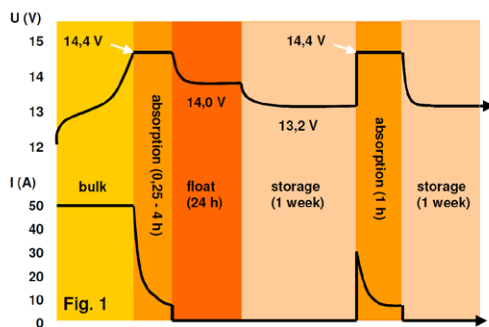 U (V)
15
14
13
12
14,4 V
14,0 V
13,2 V
14,4 V
absorption (0,25 - 4 h)
absorption (1 h)
bulk
float
(24 h)
storage
(1 week)
storage
(1 week)
I (A)
50
40
30
20
10
0
Fig. 1